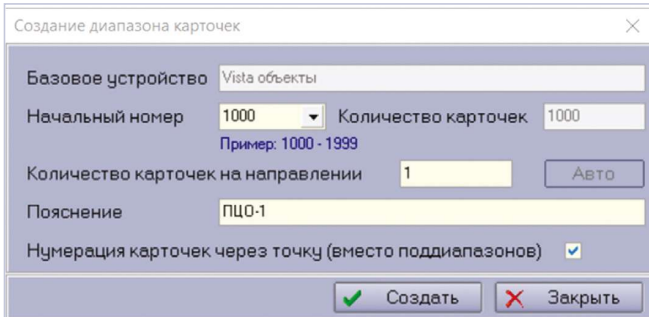 Создание диапазона карточек
Базовое устройство Vista объекты
Начальный номер 1000 Количество карточек 1000
Пример: 1000 - 1999
Количество карточек на направлении 1 Авто
Пояснение ПЦО-1
Нумерация карточек через точку (вместо поддиапазонов)
Создать Закрыть